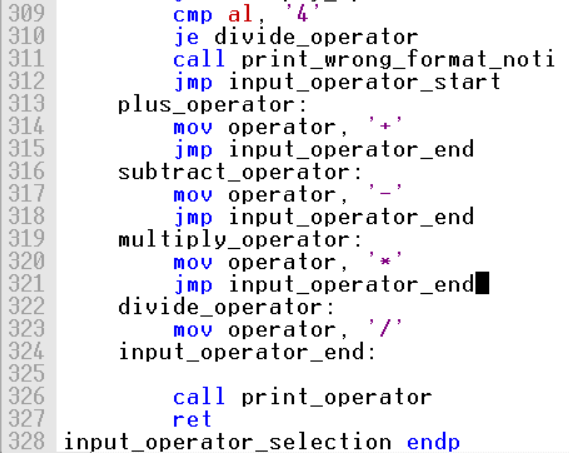 309 cmp al, '4'
310 je divide_operator
311 call print_wrong_format_noti
312 jmp input_operator_start
313 plus_operator:
314 mov operator, '+'
315 jmp input_operator_end
316 subtract_operator:
317 mov operator, '-'
318 jmp input_operator_end
319 multiply_operator:
320 mov operator, '*'
321 jmp input_operator_end
322 divide_operator:
323 mov operator, '/'
324 input_operator_end:
325
326 call print_operator
327 ret
328 input_operator_selection endp